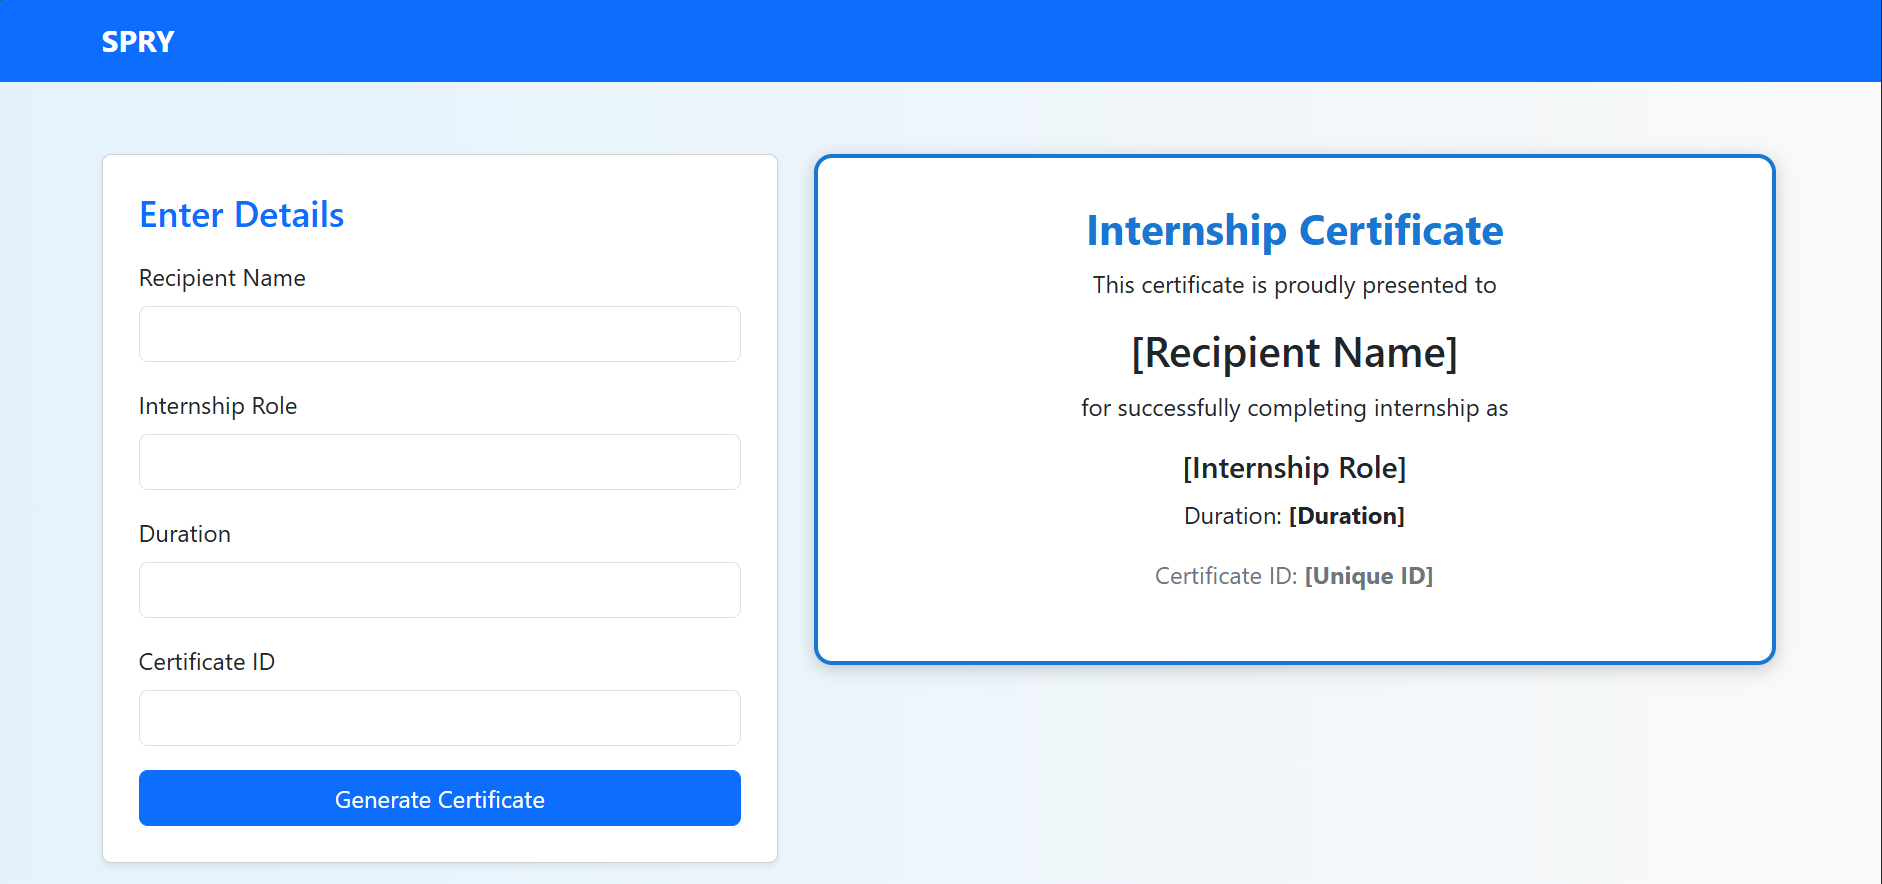 SPRY
Enter Details
Recipient Name
Internship Role
Duration
Certificate ID
Generate Certificate
Internship Certificate
This certificate is proudly presented to
[Recipient Name]
for successfully completing internship as
[Internship Role]
Duration: [Duration]
Certificate ID: [Unique ID]